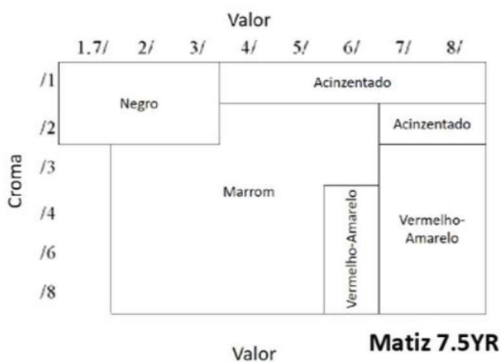 Valor
1.7/ 2/ 3/ 4/ 5/ 6/ 7/ 8/
Croma
/1
/2
/3
/4
/6
/8
Negro
Acinzentado
Acinzentado
Marrom
Vermelho-Amarelo
Vermelho-
Amarelo
Matiz 7.5YR
Valor